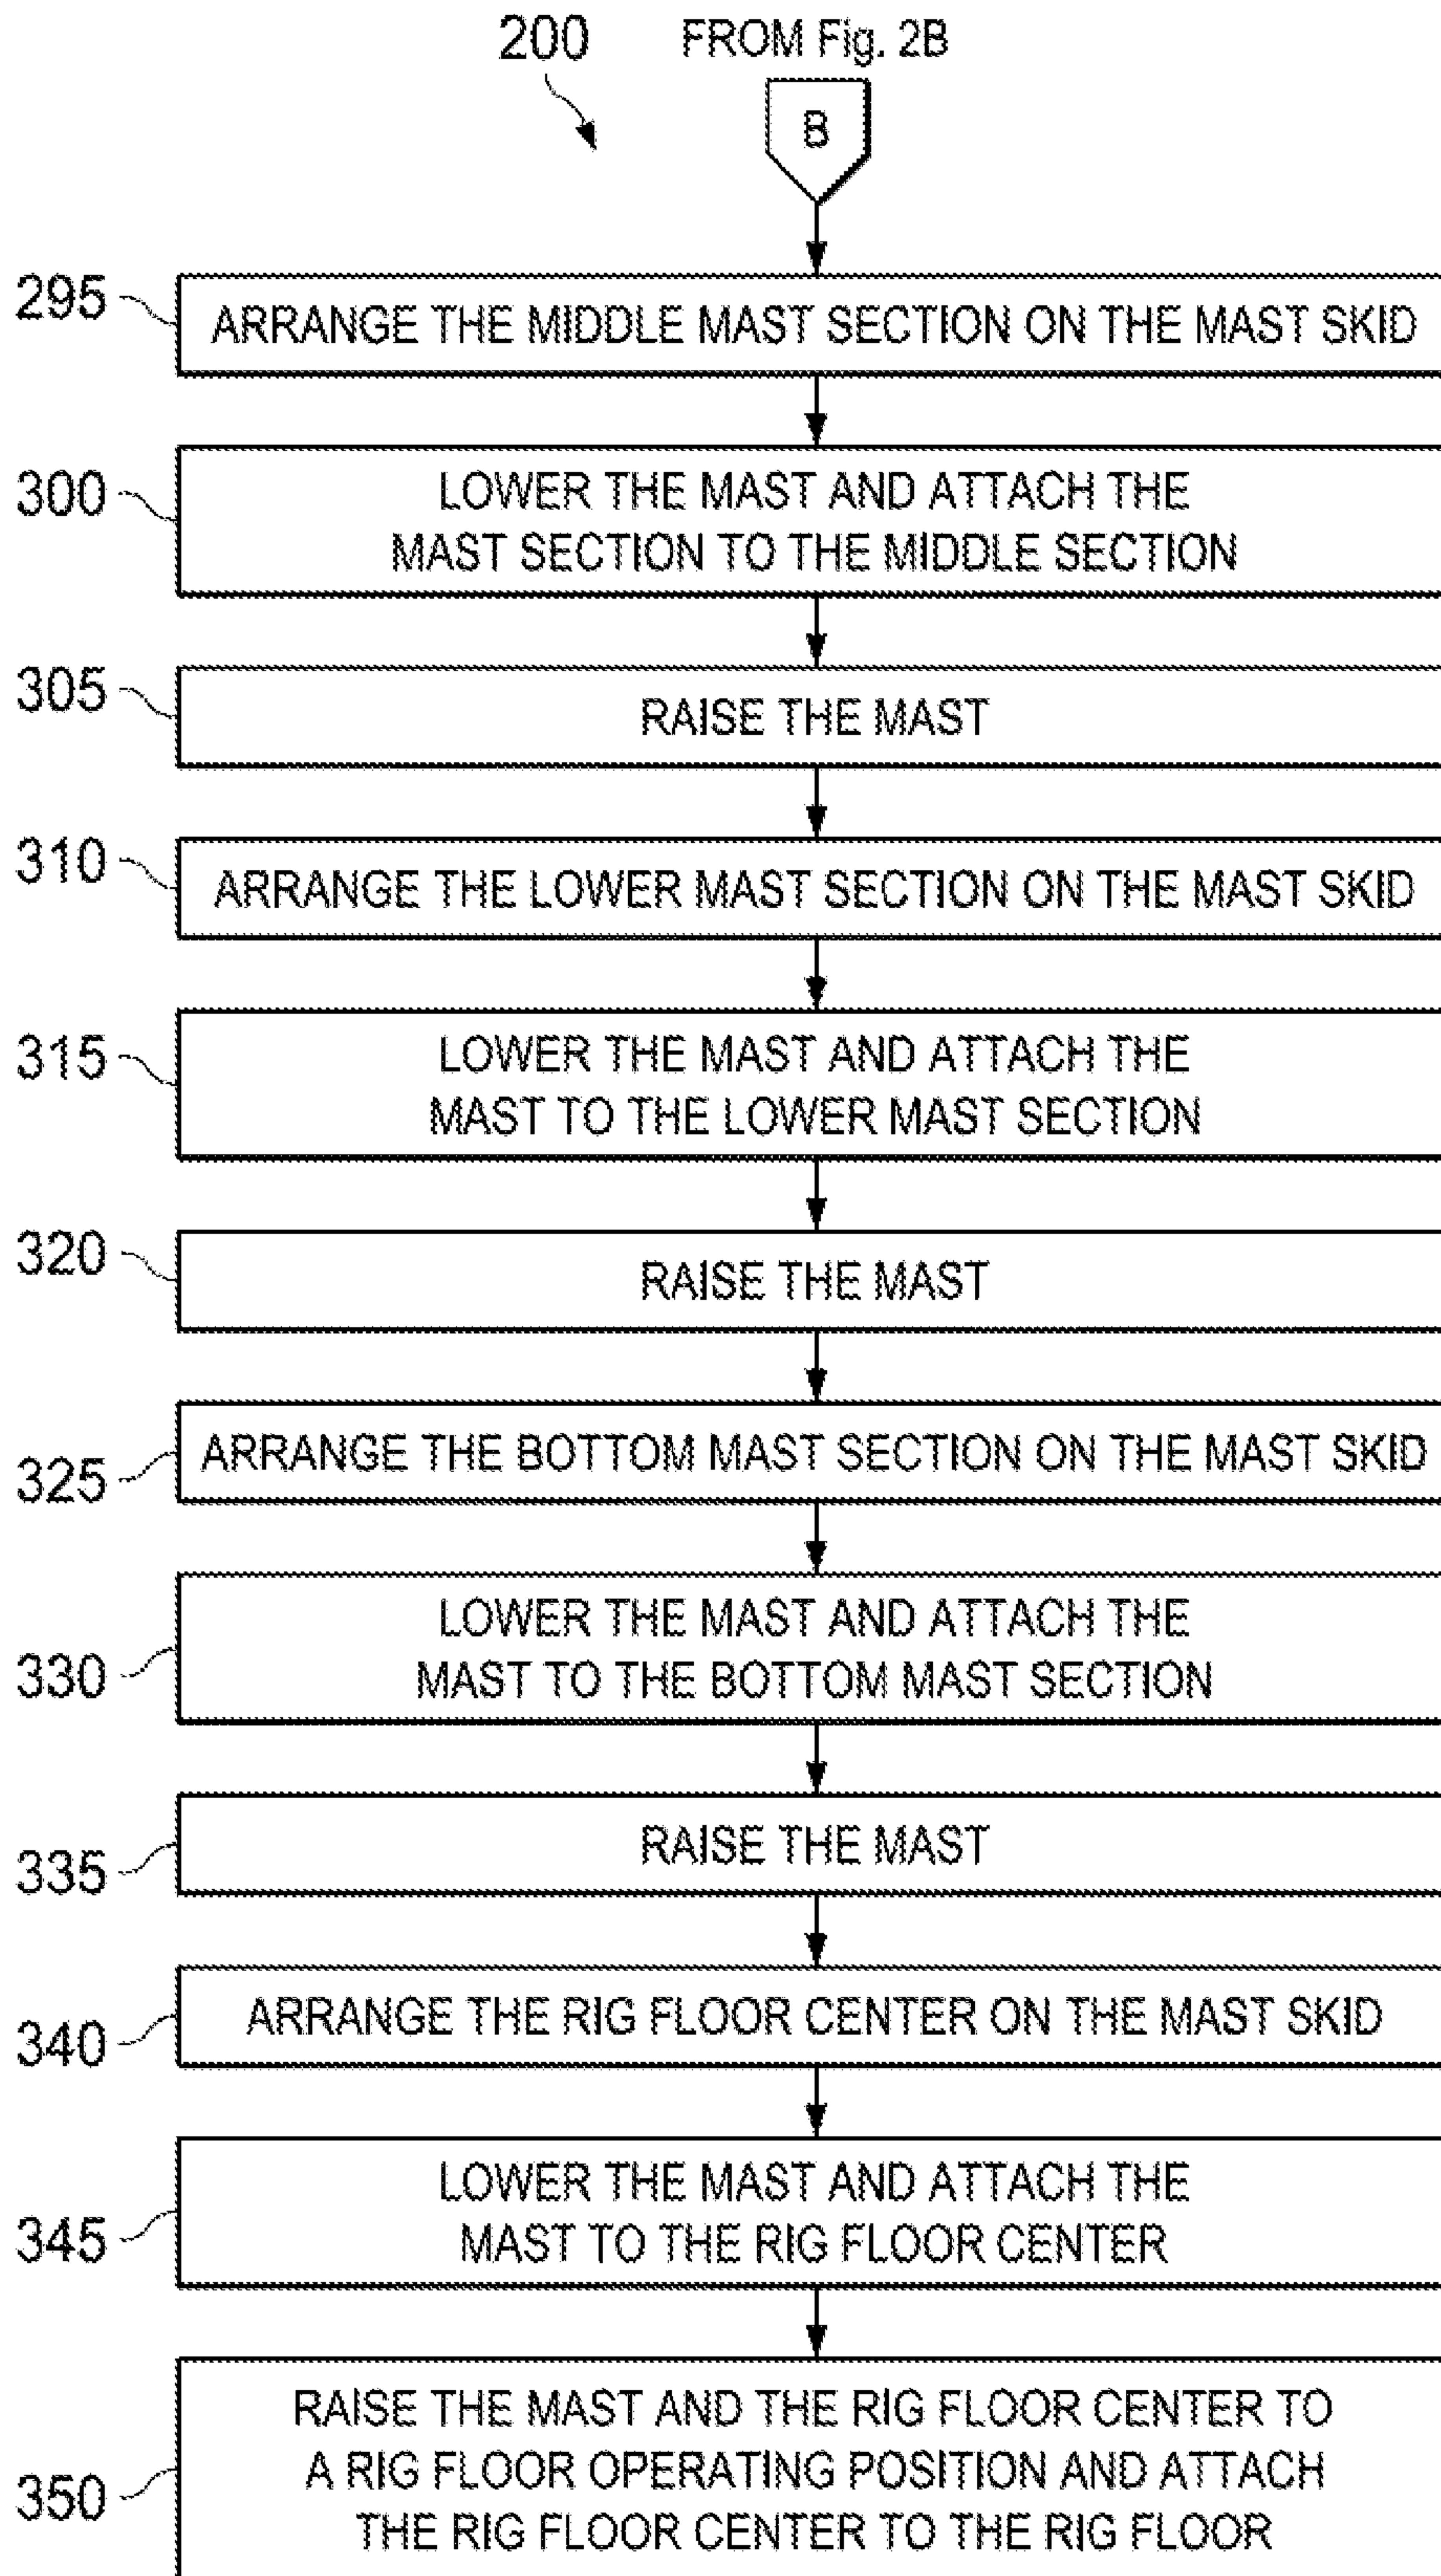 200 FROM Fig. 2B
B
295 ARRANGE THE MIDDLE MAST SECTION ON THE MAST SKID
300 LOWER THE MAST AND ATTACH THE
MAST SECTION TO THE MIDDLE SECTION
305 RAISE THE MAST
310 ARRANGE THE LOWER MAST SECTION ON THE MAST SKID
315 LOWER THE MAST AND ATTACH THE
MAST TO THE LOWER MAST SECTION
320 RAISE THE MAST
325 ARRANGE THE BOTTOM MAST SECTION ON THE MAST SKID
330 LOWER THE MAST AND ATTACH THE
MAST TO THE BOTTOM MAST SECTION
335 RAISE THE MAST
340 ARRANGE THE RIG FLOOR CENTER ON THE MAST SKID
345 LOWER THE MAST AND ATTACH THE
MAST TO THE RIG FLOOR CENTER
350 RAISE THE MAST AND THE RIG FLOOR CENTER TO
A RIG FLOOR OPERATING POSITION AND ATTACH
THE RIG FLOOR CENTER TO THE RIG FLOOR